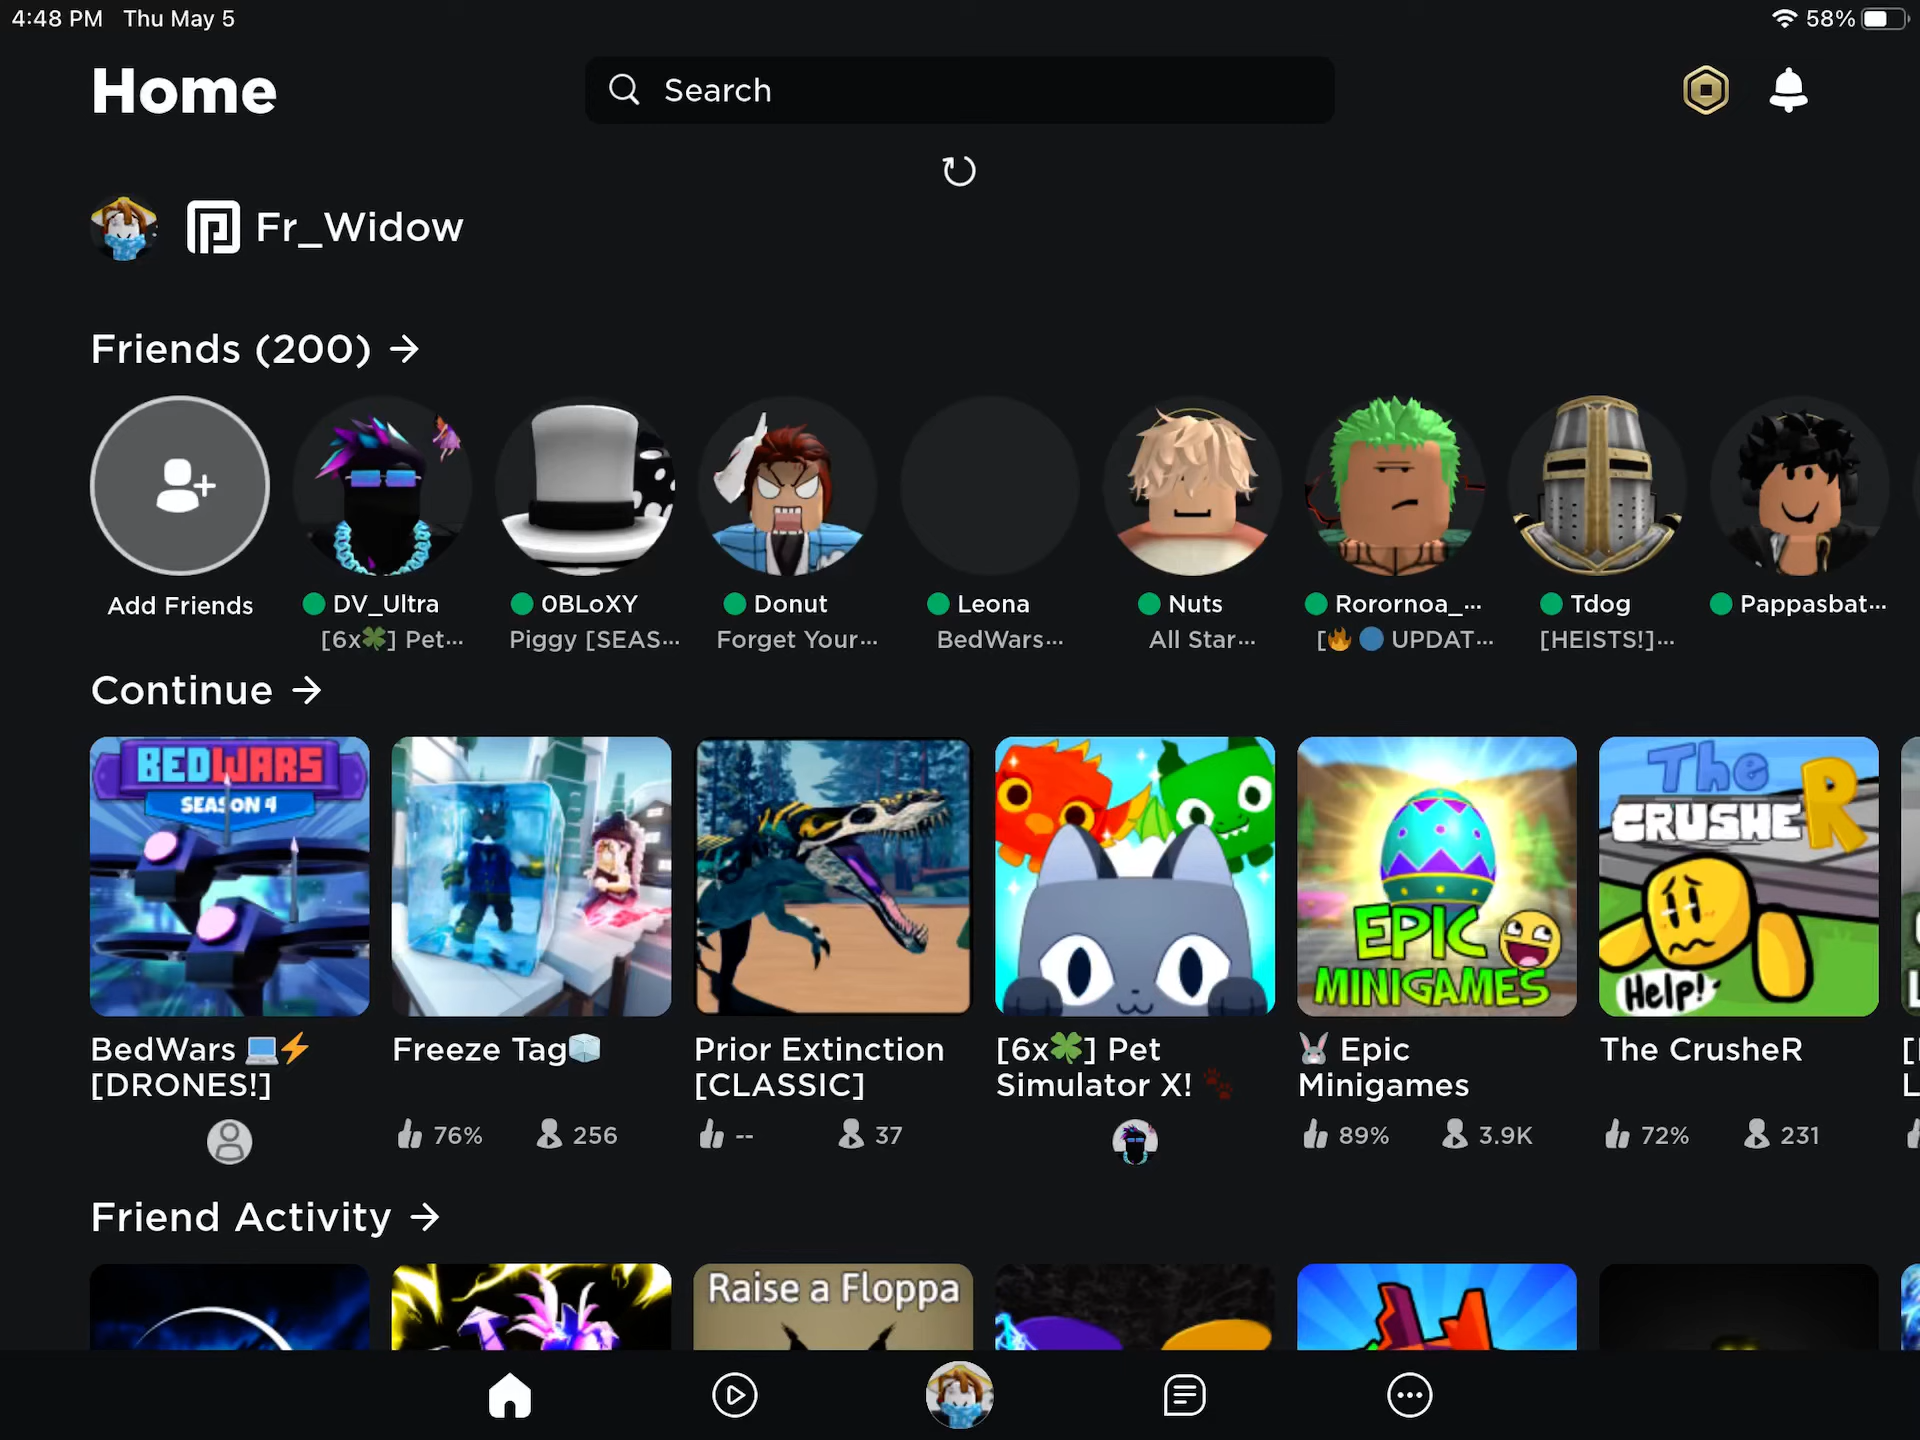 4:48 PM Thu May 5
58%
Home
Search
Fr_Widow
Friends (200) →
Add Friends
DV_Ultra
0BLoXY
Donut
Leona
Nuts
Rorornoa_...
Tdog
Pappasbat...
[6x🍀] Pet...
Piggy [SEAS...
Forget Your...
BedWars...
All Star...
[🔥🔵 UPDAT...
[HEISTS!]...
Continue →
BEDWARS
SEASON 4
EPIC
MINIGAMES
The
CRUSHER
Help!
BedWars 💻⚡
[DRONES!]
Freeze Tag🧊
Prior Extinction
[CLASSIC]
[6x🍀] Pet
Simulator X! 🐾
🐰 Epic
Minigames
The CrusheR
76%
256
--
37
89%
3.9K
72%
231
Friend Activity →
Raise a Floppa